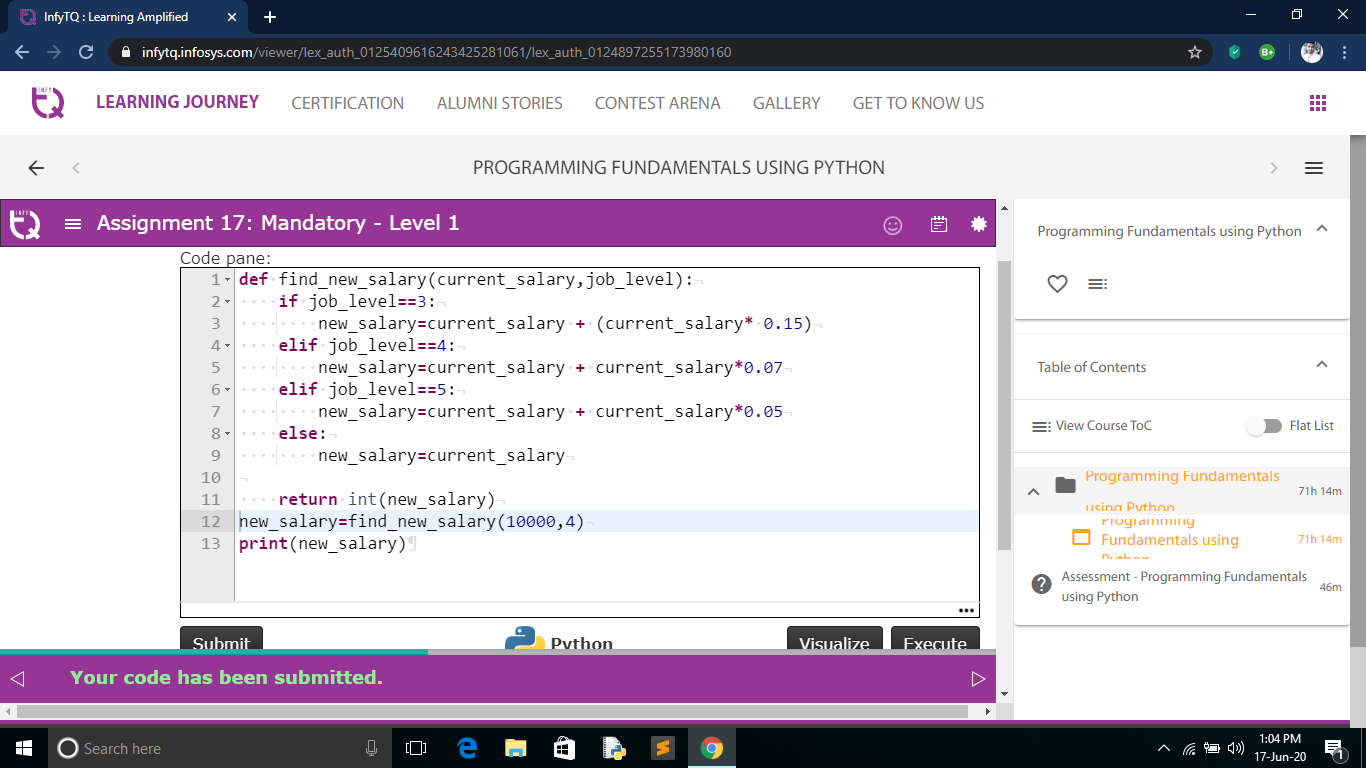 InfyTQ : Learning Amplified
infytq.infosys.com/viewer/lex_auth_0125409616243425281061/lex_auth_0124897255173980160
B+
INFY
TQ
LEARNING JOURNEY CERTIFICATION ALUMNI STORIES CONTEST ARENA GALLERY GET TO KNOW US
PROGRAMMING FUNDAMENTALS USING PYTHON
INFY
TQ
Assignment 17: Mandatory - Level 1
Code pane:
1 def find_new_salary(current_salary,job_level):
2 if job_level==3:
3 new_salary=current_salary + (current_salary* 0.15)
4 elif job_level==4:
5 new_salary=current_salary + current_salary*0.07
6 elif job_level==5:
7 new_salary=current_salary + current_salary*0.05
8 else:
9 new_salary=current_salary
10
11 return int(new_salary)
12 new_salary=find_new_salary(10000,4)
13 print(new_salary)
Submit
Python
Visualize
Execute
Your code has been submitted.
Programming Fundamentals using Python
Table of Contents
View Course ToC
Flat List
Programming Fundamentals
using Python
71h 14m
Programming
Fundamentals using
Python
71h 14m
Assessment - Programming Fundamentals
using Python
46m
Search here
1:04 PM
17-Jun-20
1